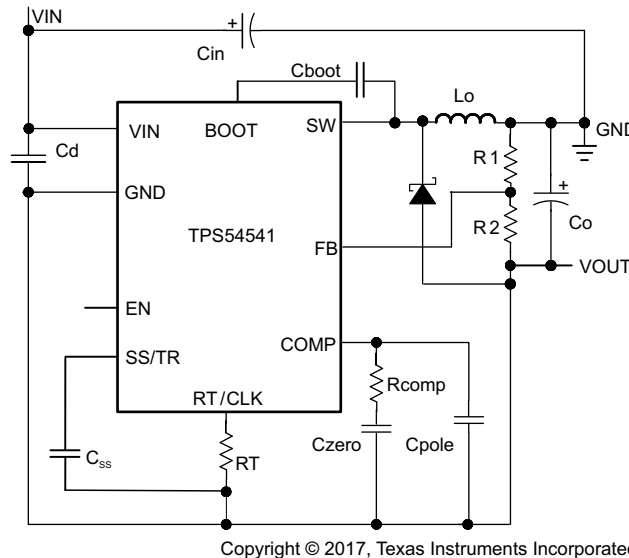 VIN
+
Cin
Cboot
Lo
VIN
BOOT
SW
GND
Cd
R1
GND
+
TPS54541
R2
Co
FB
VOUT
EN
COMP
SS/TR
Rcomp
RT/CLK
Czero
Cpole
Css
RT
Copyright © 2017, Texas Instruments Incorporated